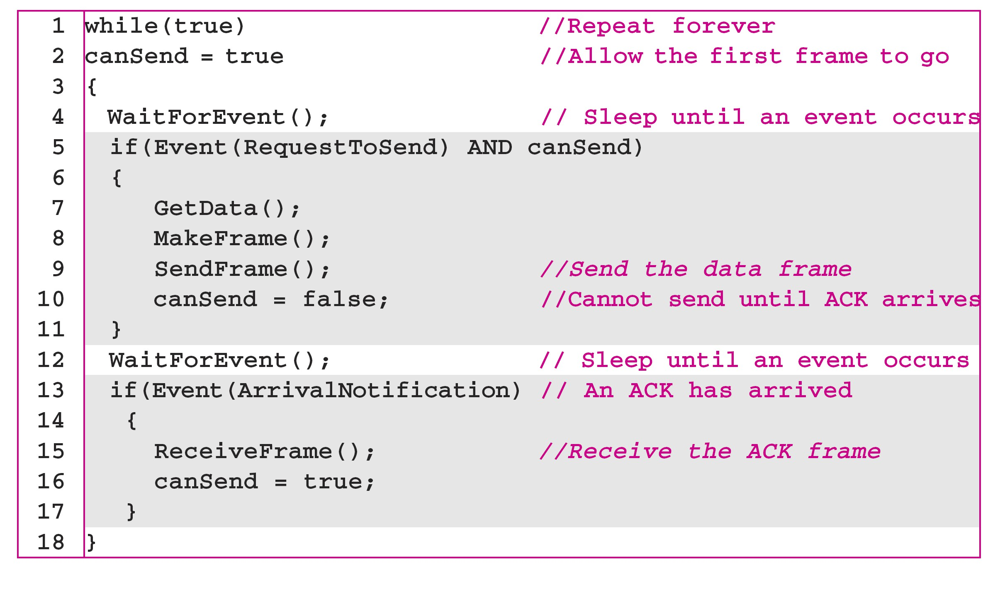 1 while(true) //Repeat forever
2 canSend = true //Allow the first frame to go
3 {
4 WaitForEvent(); // Sleep until an event occurs
5 if(Event(RequestToSend) AND canSend)
6 {
7 GetData();
8 MakeFrame();
9 SendFrame(); //Send the data frame
10 canSend = false; //Cannot send until ACK arrives
11 }
12 WaitForEvent(); // Sleep until an event occurs
13 if(Event(ArrivalNotification) // An ACK has arrived
14 {
15 ReceiveFrame(); //Receive the ACK frame
16 canSend = true;
17 }
18 }